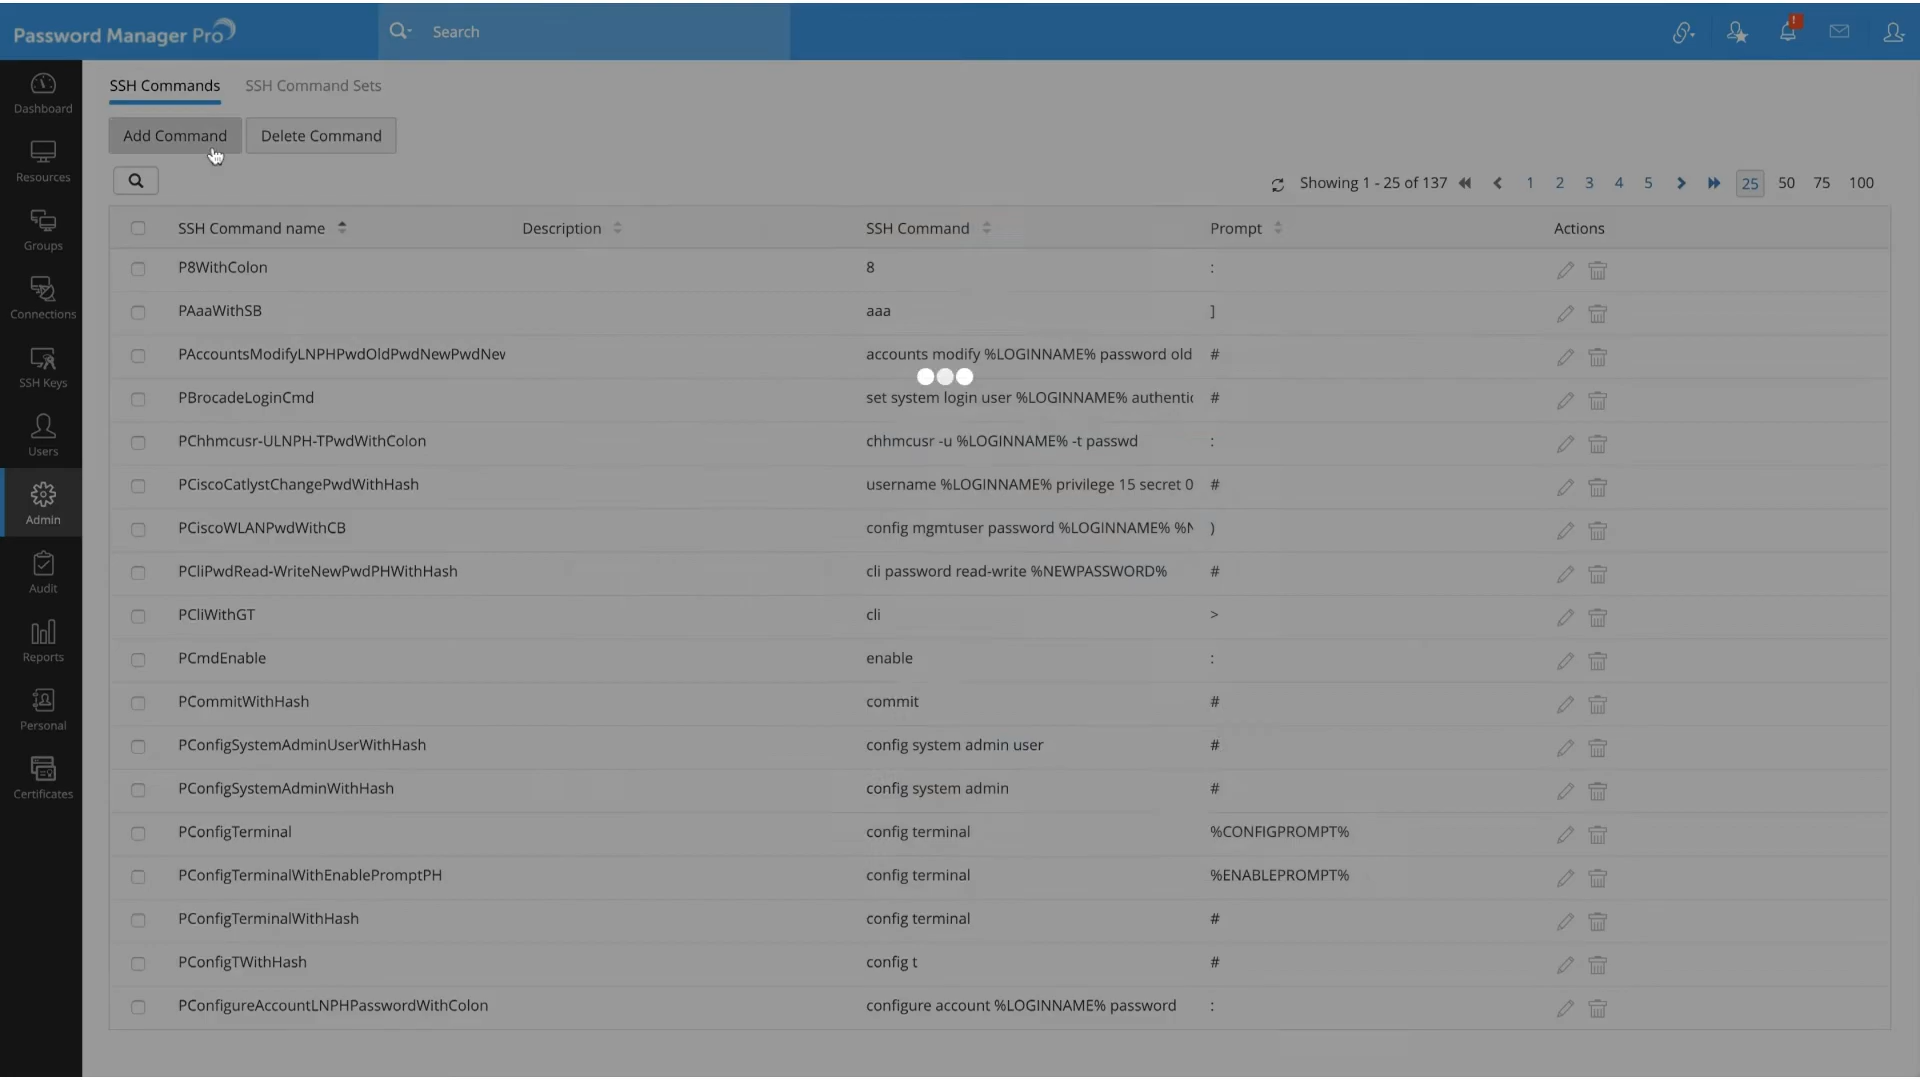 Password Manager Pro
Search
!
Dashboard
Resources
Groups
Connections
SSH Keys
Users
Admin
Audit
Reports
Personal
Certificates
SSH Commands SSH Command Sets
Add Command Delete Command
Showing 1 - 25 of 137 1 2 3 4 5 25 50 75 100
SSH Command name Description SSH Command Prompt Actions
P8WithColon 8 :
PAaaWithSB aaa ]
PAccountsModifyLNPHPwdOldPwdNewPwdNew accounts modify %LOGINNAME% password old #
PBrocadeLoginCmd set system login user %LOGINNAME% authentic #
PChhmcusr-ULNPH-TPwdWithColon chhmcusr -u %LOGINNAME% -t passwd :
PCiscoCatlystChangePwdWithHash username %LOGINNAME% privilege 15 secret 0 #
PCiscoWLANPwdWithCB config mgmtuser password %LOGINNAME% %N )
PCliPwdRead-WriteNewPwdPHWithHash cli password read-write %NEWPASSWORD% #
PCliWithGT cli >
PCmdEnable enable :
PCommitWithHash commit #
PConfigSystemAdminUserWithHash config system admin user #
PConfigSystemAdminWithHash config system admin #
PConfigTerminal config terminal %CONFIGPROMPT%
PConfigTerminalWithEnablePromptPH config terminal %ENABLEPROMPT%
PConfigTerminalWithHash config terminal #
PConfigTWithHash config t #
PConfigureAccountLNPHPasswordWithColon configure account %LOGINNAME% password :